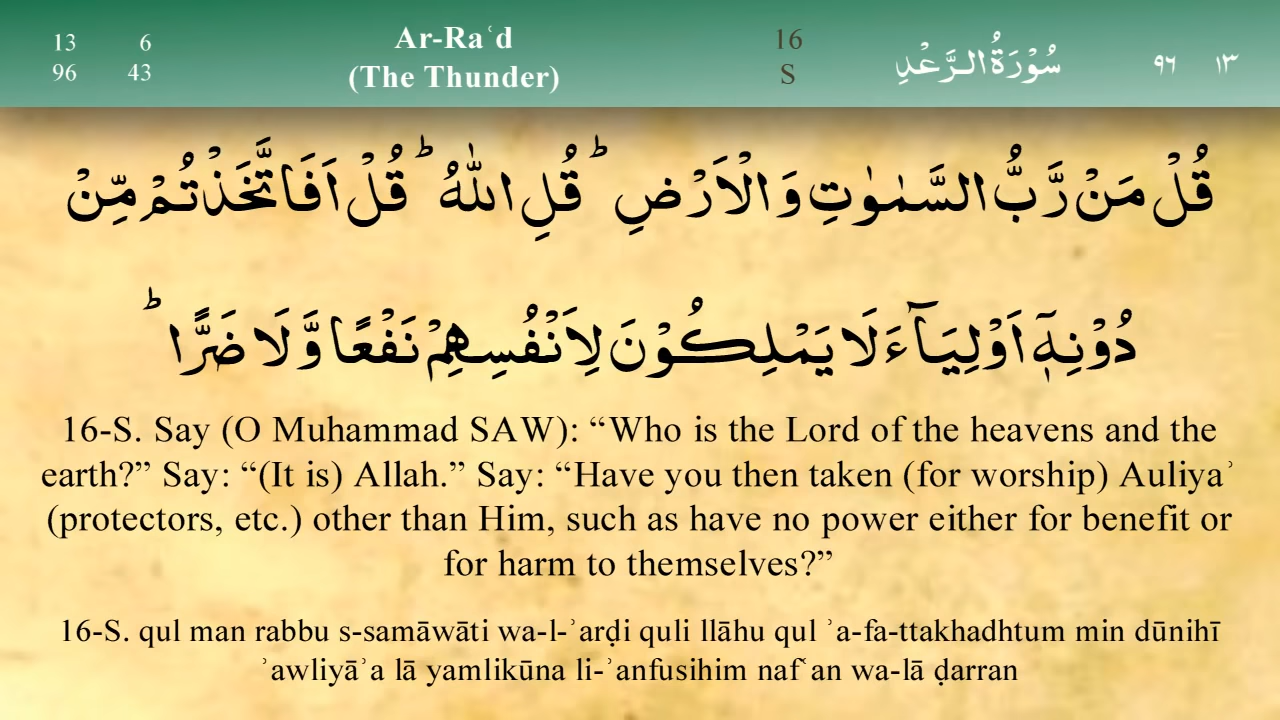 13 6
96 43
Ar-Raʿd
(The Thunder)
16
S
سُوْرَةُ الرَّعْدِ
٩٦ ١٣
قُلْ مَنْ رَّبُّ السَّمٰوٰتِ وَالْاَرْضِ ؕ قُلِ اللّٰهُ ؕ قُلْ اَفَاتَّخَذْتُمْ مِّنْ
دُوْنِهٖۤ اَوْلِيَآءَ لَا يَمْلِكُوْنَ لِاَنْفُسِهِمْ نَفْعًا وَّلَا ضَرًّا ؕ
16-S. Say (O Muhammad SAW): “Who is the Lord of the heavens and the
earth?” Say: “(It is) Allah.” Say: “Have you then taken (for worship) Auliyaʾ
(protectors, etc.) other than Him, such as have no power either for benefit or
for harm to themselves?”
16-S. qul man rabbu s-samāwāti wa-l-ʾarḍi quli llāhu qul ʾa-fa-ttakhadhtum min dūnihī
ʾawliyāʾa lā yamlikūna li-ʾanfusihim nafʿan wa-lā ḍarran